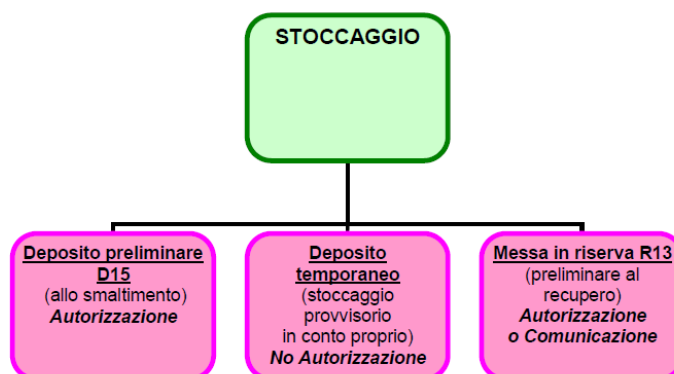 STOCCAGGIO
Deposito preliminare
D15
(allo smaltimento)
Autorizzazione
Deposito
temporaneo
(stoccaggio
provvisorio
in conto proprio)
No Autorizzazione
Messa in riserva R13
(preliminare al
recupero)
Autorizzazione
o Comunicazione